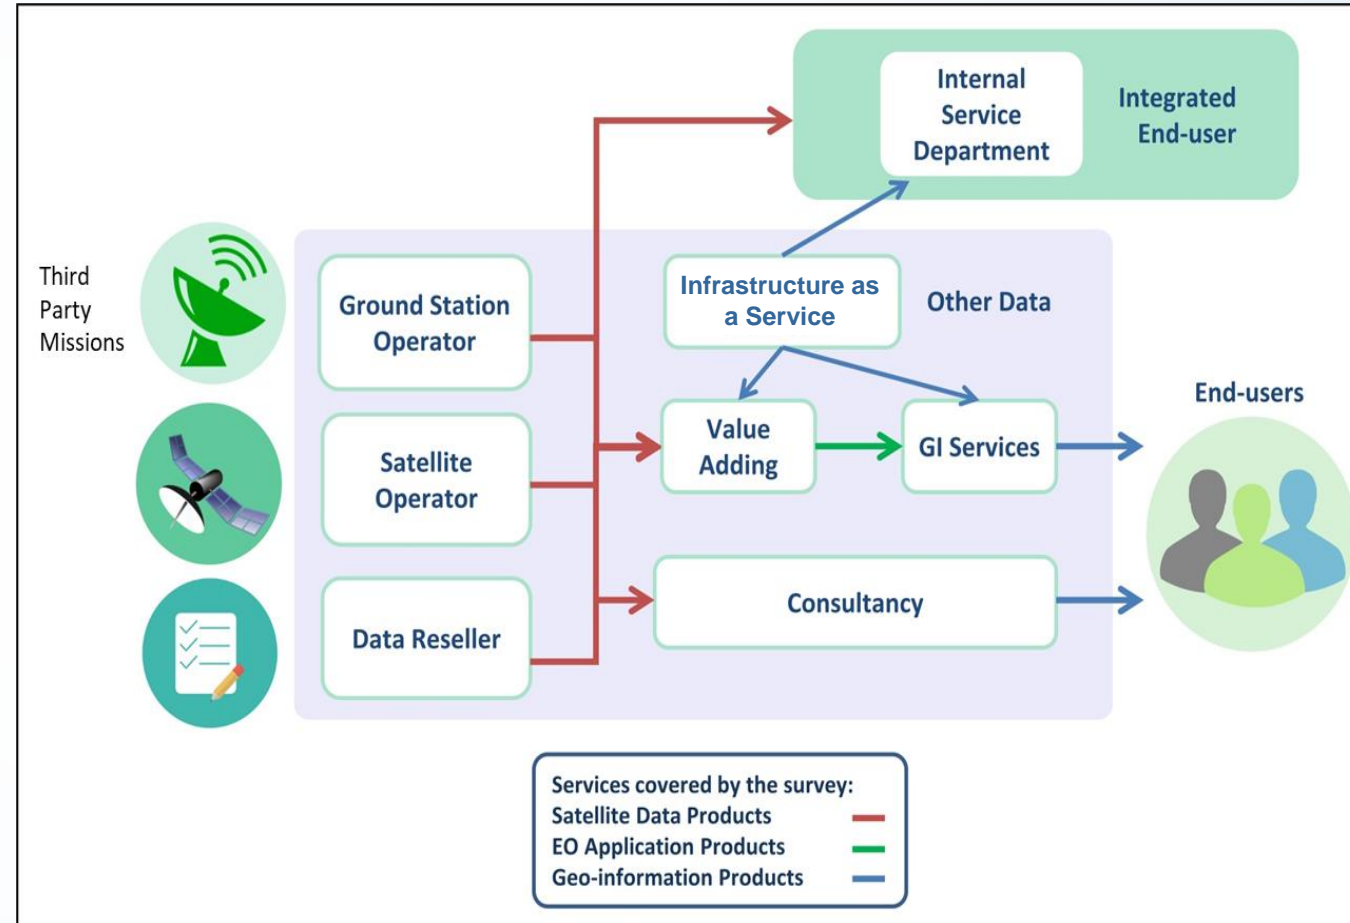 Internal
Service
Department
Integrated
End-user
Third
Party
Missions
Ground Station
Operator
Infrastructure as
a Service
Other Data
Satellite
Operator
Value
Adding
GI Services
End-users
Data Reseller
Consultancy
Services covered by the survey:
Satellite Data Products
EO Application Products
Geo-information Products